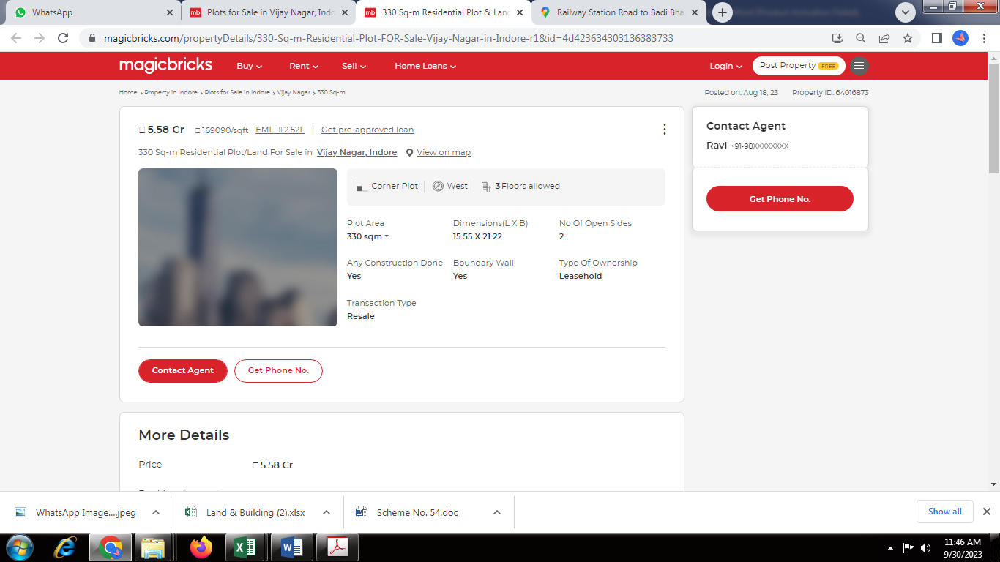 WhatsApp
Plots for Sale in Vijay Nagar, Indo
330 Sq-m Residential Plot & Lan
Railway Station Road to Badi Bha
magicbricks.com/propertyDetails/330-Sq-m-Residential-Plot-FOR-Sale-Vijay-Nagar-in-Indore-r1&id=4d423634303136383733
magicbricks Buy Rent Sell Home Loans Login Post Property FREE
Home › Property in Indore › Plots for Sale in Indore › Vijay Nagar › 330 Sq-m
Posted on: Aug 18, 23 Property ID: 64016873
5.58 Cr 169090/sqft EMI - 2.52L | Get pre-approved loan
330 Sq-m Residential Plot/Land For Sale in Vijay Nagar, Indore View on map
Corner Plot West 3 Floors allowed
Plot Area Dimensions(L X B) No Of Open Sides
330 sqm 15.55 X 21.22 2
Any Construction Done Boundary Wall Type Of Ownership
Yes Yes Leasehold
Transaction Type
Resale
Contact Agent Get Phone No.
Contact Agent
Ravi +91-98XXXXXXXX
Get Phone No.
More Details
Price 5.58 Cr
WhatsApp Image....jpeg
Land & Building (2).xlsx
Scheme No. 54.doc
Show all
11:46 AM
9/30/2023